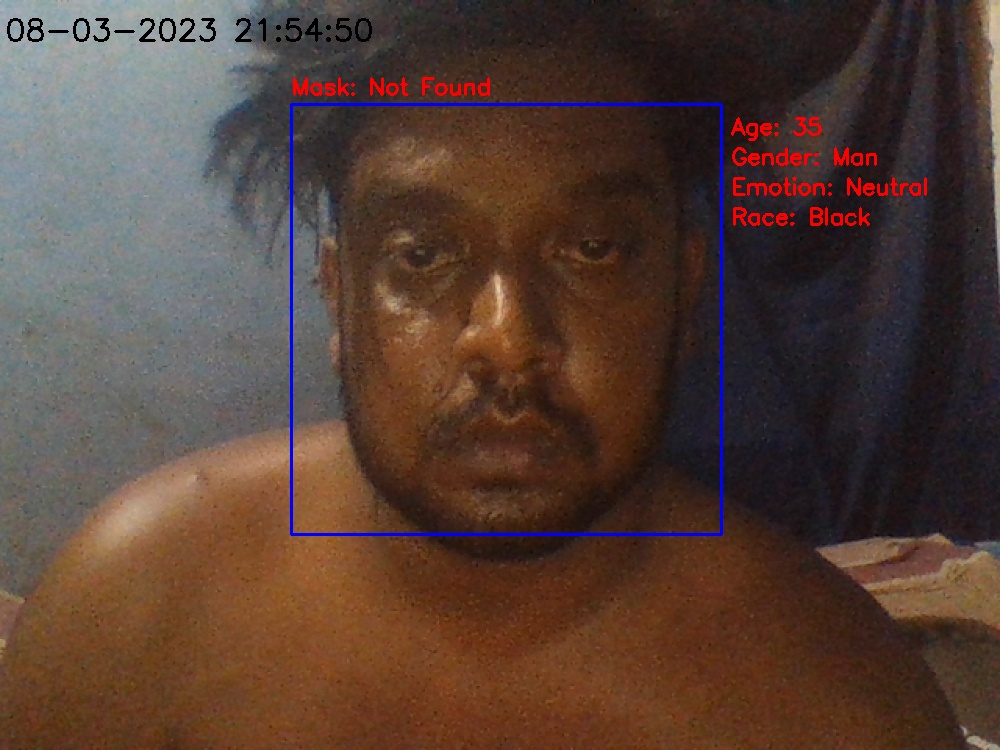 08-03-2023 21:54:50
Mask: Not Found
Age: 35
Gender: Man
Emotion: Neutral
Race: Black